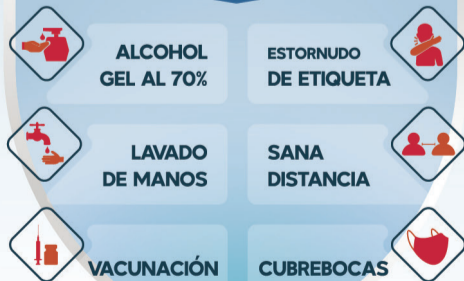 ALCOHOL
GEL AL 70%
ESTORNUDO
DE ETIQUETA
LAVADO
DE MANOS
SANA
DISTANCIA
VACUNACIÓN
CUBREBOCAS